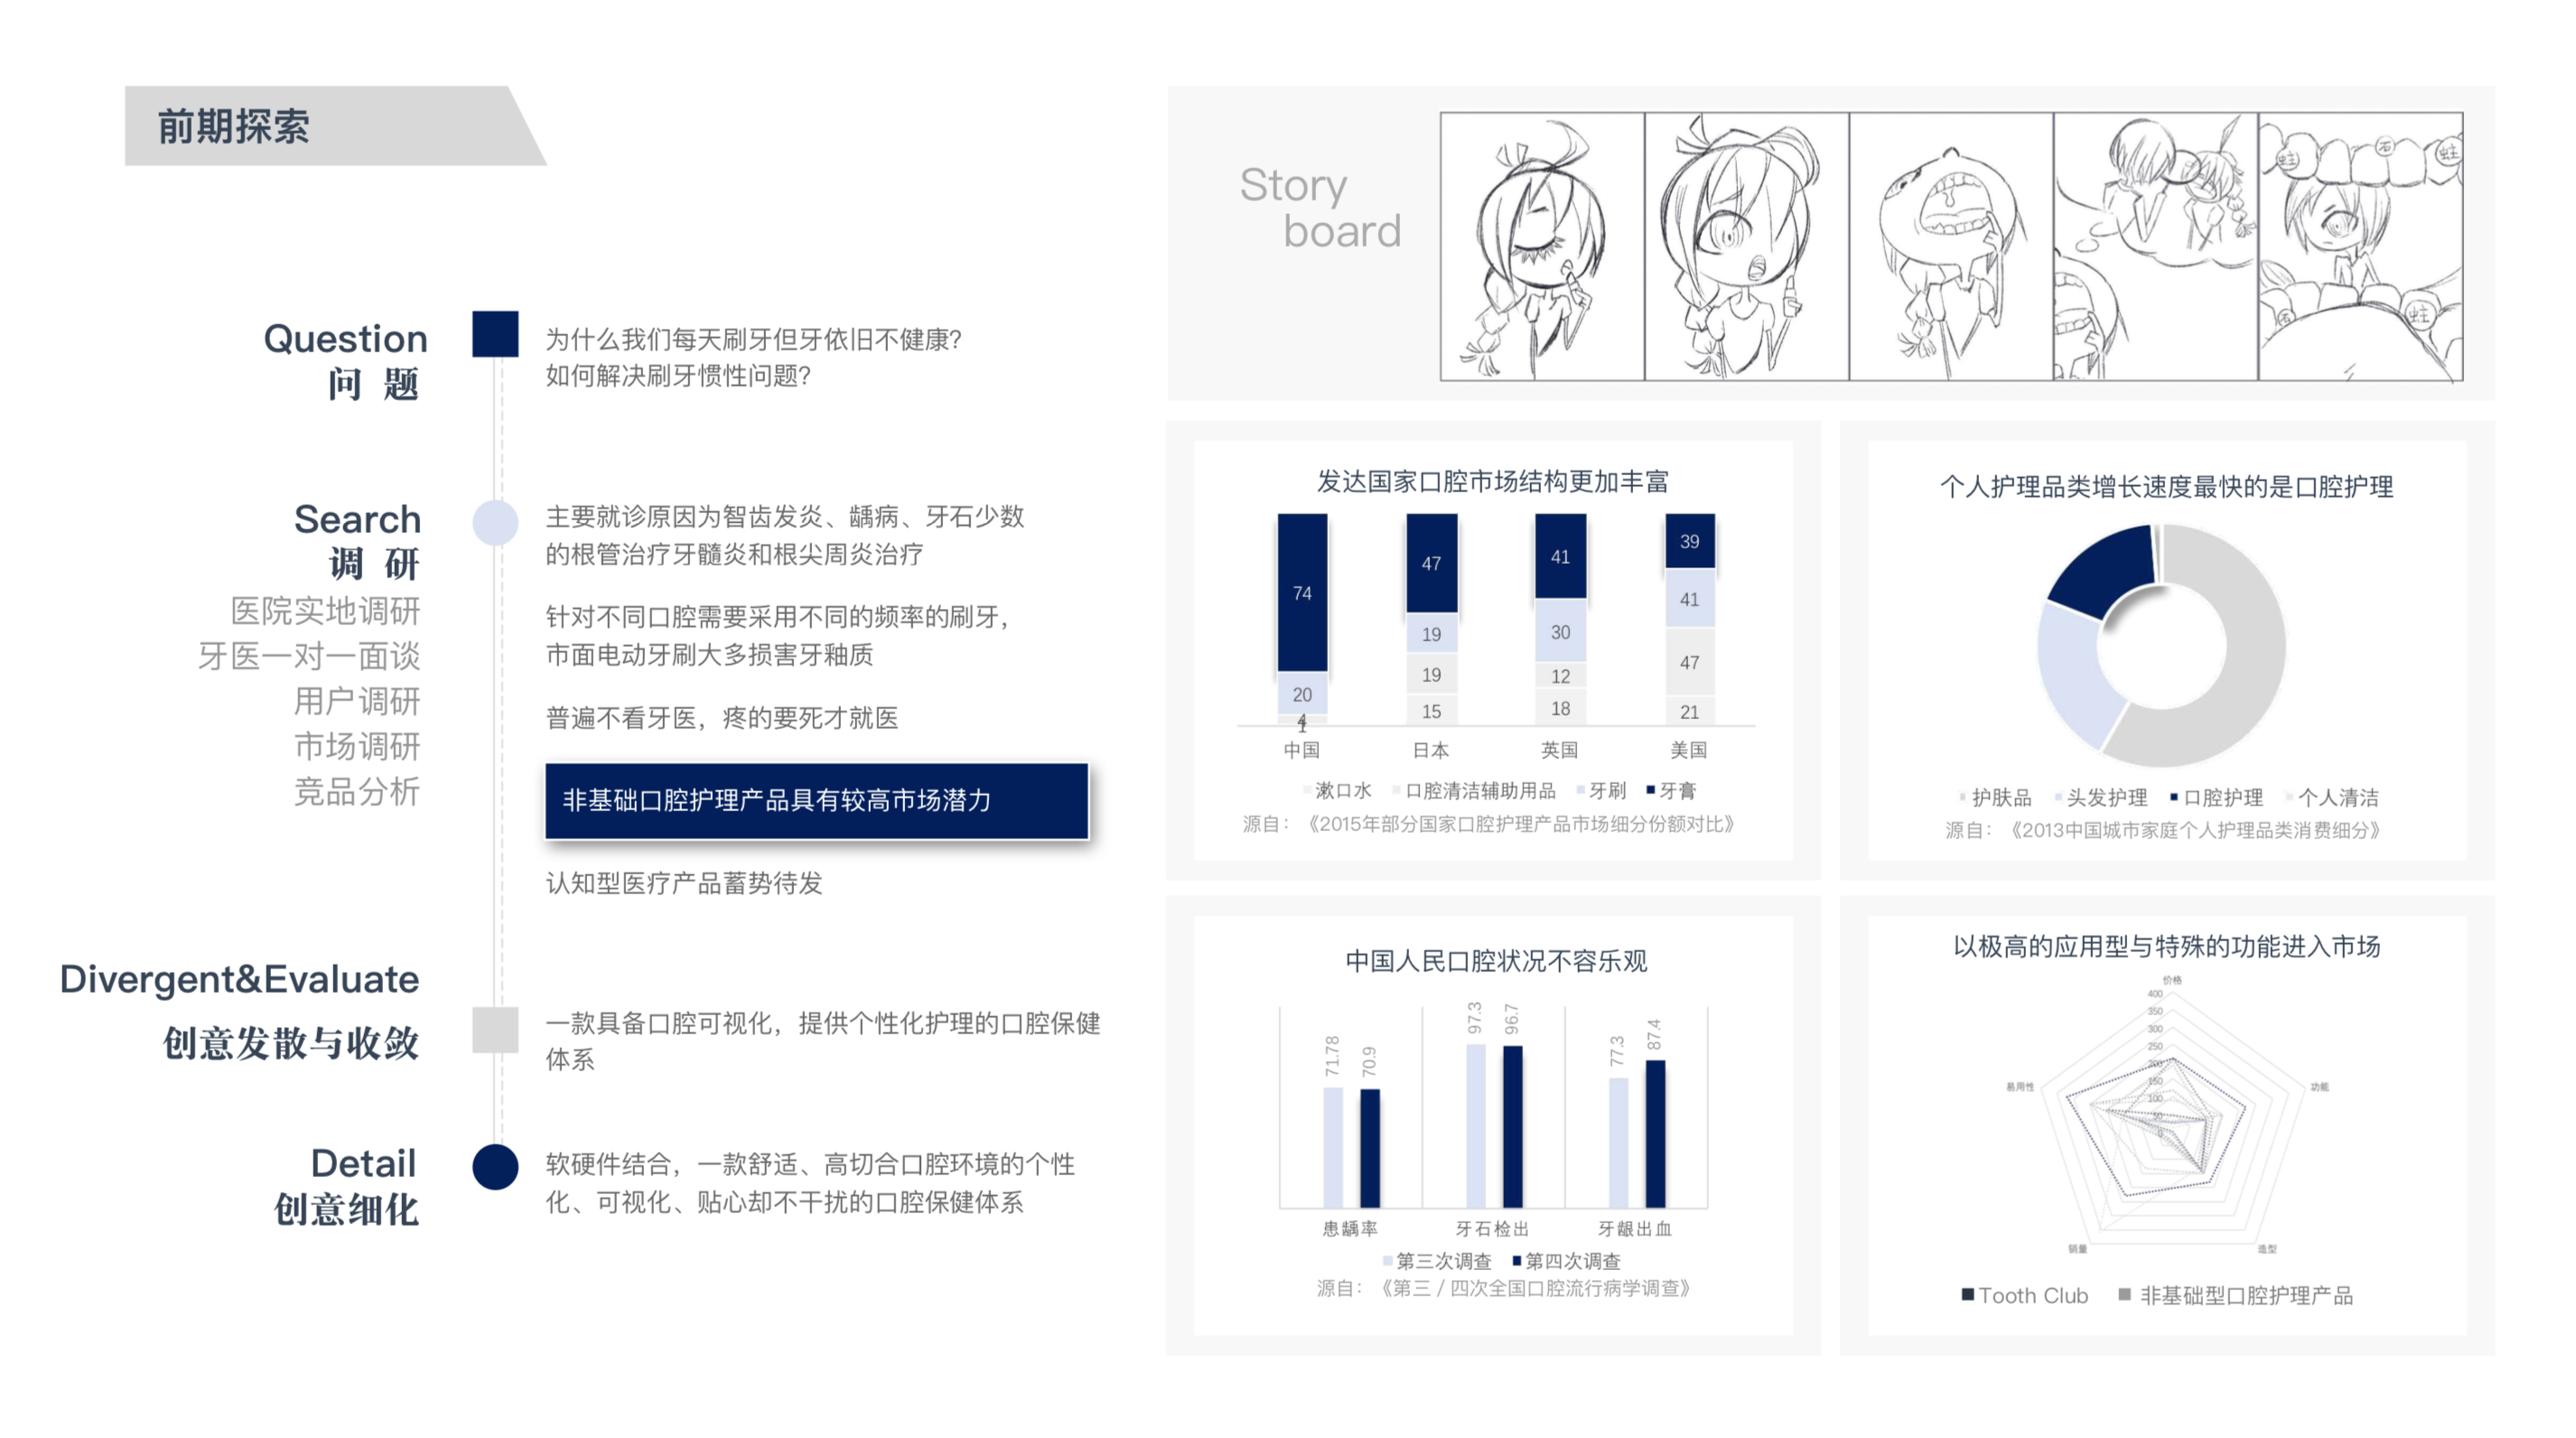 前期探索
Question
问 题
为什么我们每天刷牙但牙依旧不健康?
如何解决刷牙惯性问题?
Search
调 研
医院实地调研
牙医一对一面谈
用户调研
市场调研
竞品分析
主要就诊原因为智齿发炎、龋病、牙石少数
的根管治疗牙髓炎和根尖周炎治疗
针对不同口腔需要采用不同的频率的刷牙，
市面电动牙刷大多损害牙釉质
普遍不看牙医，疼的要死才就医
非基础口腔护理产品具有较高市场潜力
认知型医疗产品蓄势待发
Divergent&Evaluate
创意发散与收敛
一款具备口腔可视化，提供个性化护理的口腔保健
体系
Detail
创意细化
软硬件结合，一款舒适、高切合口腔环境的个性
化、可视化、贴心却不干扰的口腔保健体系
Story
board
蛀 石 蛀
石 蛀
发达国家口腔市场结构更加丰富
74 47 41 39
20 19 30 41
4 19 12 47
1 15 18 21
中国 日本 英国 美国
漱口水 口腔清洁辅助用品 牙刷 牙膏
源自：《2015年部分国家口腔护理产品市场细分份额对比》
个人护理品类增长速度最快的是口腔护理
护肤品 头发护理 口腔护理 个人清洁
源自：《2013中国城市家庭个人护理品类消费细分》
中国人民口腔状况不容乐观
71.78 70.9 97.3 96.7 77.3 87.4
患龋率 牙石检出 牙龈出血
第三次调查 第四次调查
源自：《第三 / 四次全国口腔流行病学调查》
以极高的应用型与特殊的功能进入市场
价格
400
350
300
250
200
150
100
50
0
易用性 功能
销量 造型
Tooth Club 非基础型口腔护理产品